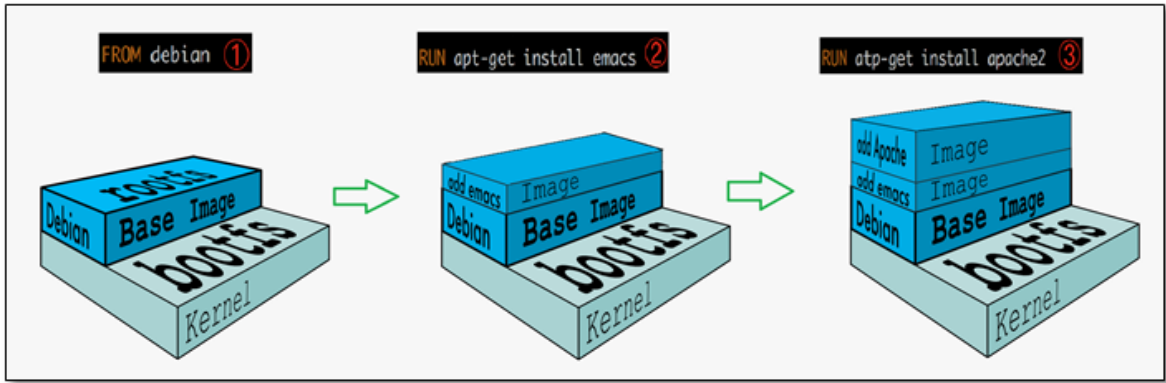 FROM debian ①
RUN apt-get install emacs ②
RUN atp-get install apache2 ③
rootfs
Debian
Base Image
bootfs
Kernel
add emacs
Image
Debian
Base Image
bootfs
Kernel
add Apache
Image
add emacs
Image
Debian
Base Image
bootfs
Kernel